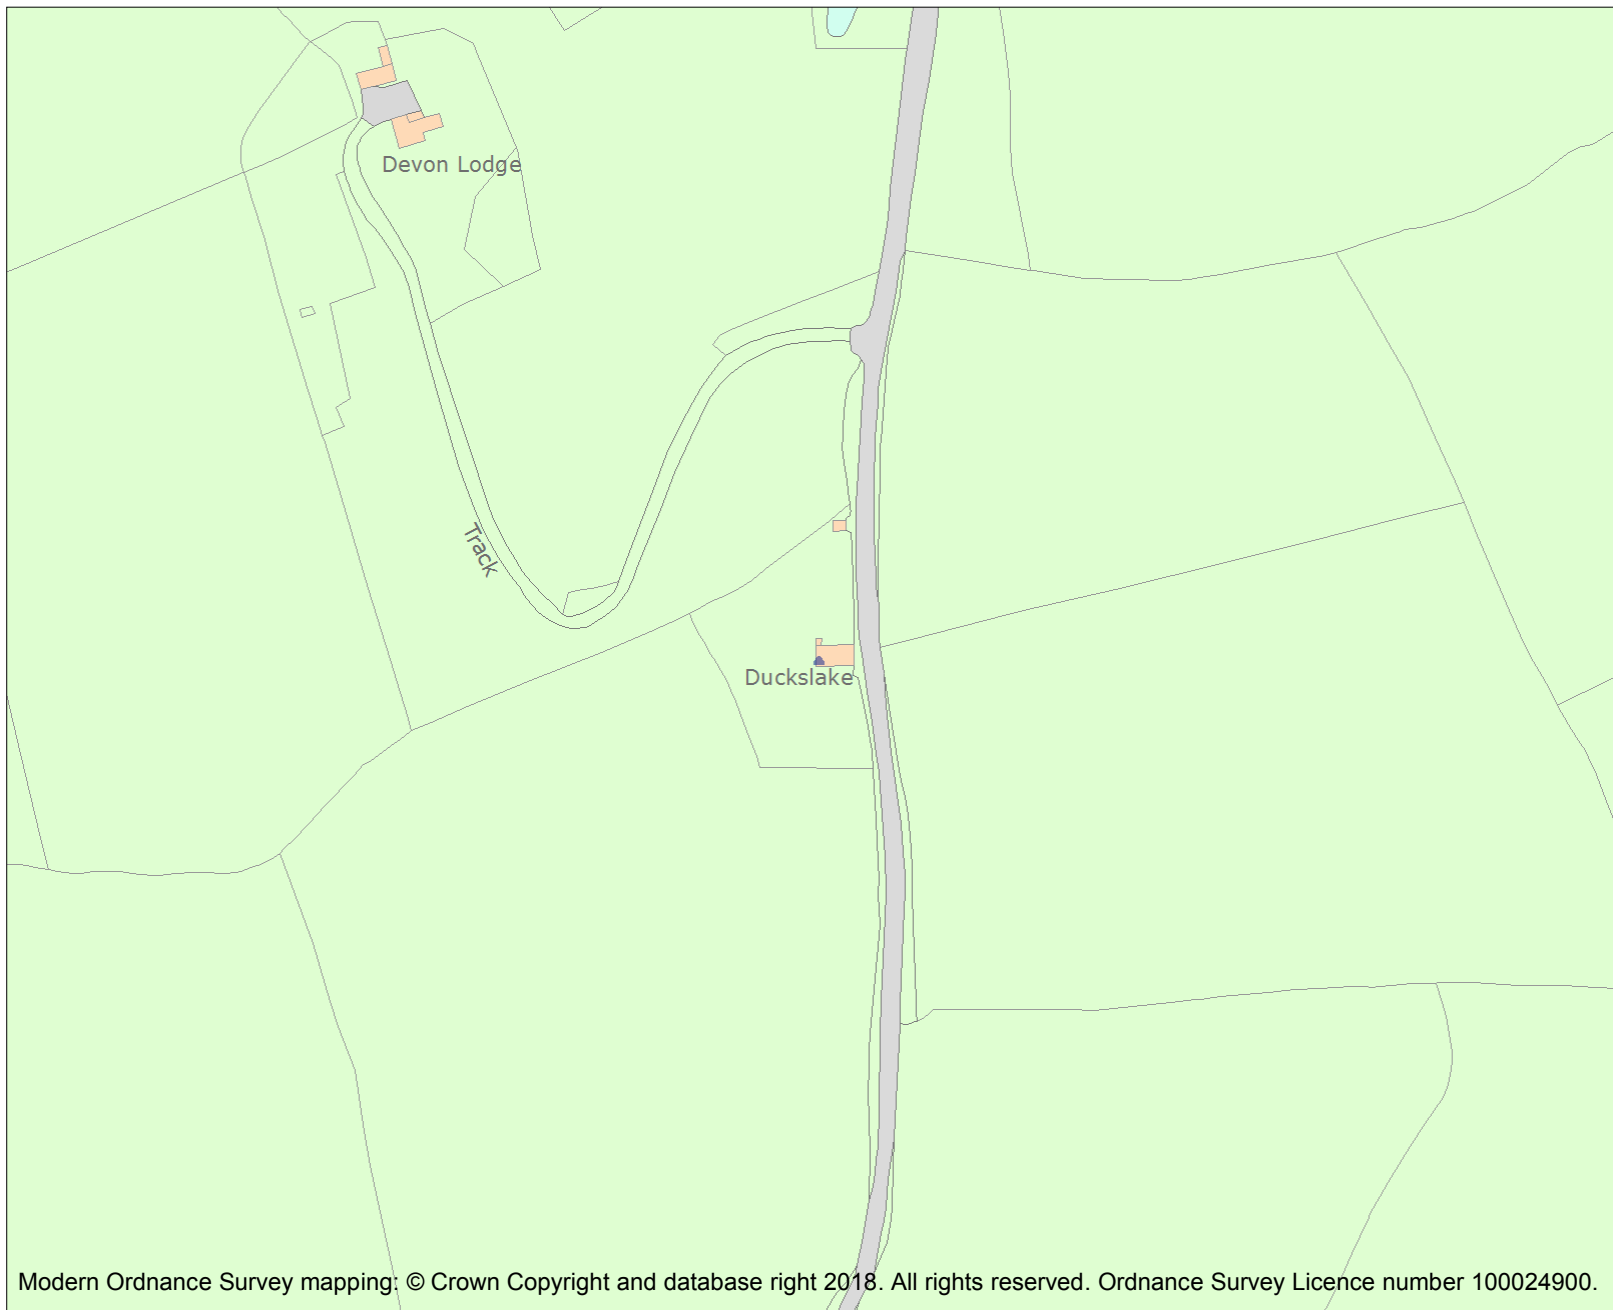 Devon Lodge
Track
Duckslake
Modern Ordnance Survey mapping: © Crown Copyright and database right 2018. All rights reserved. Ordnance Survey Licence number 100024900.